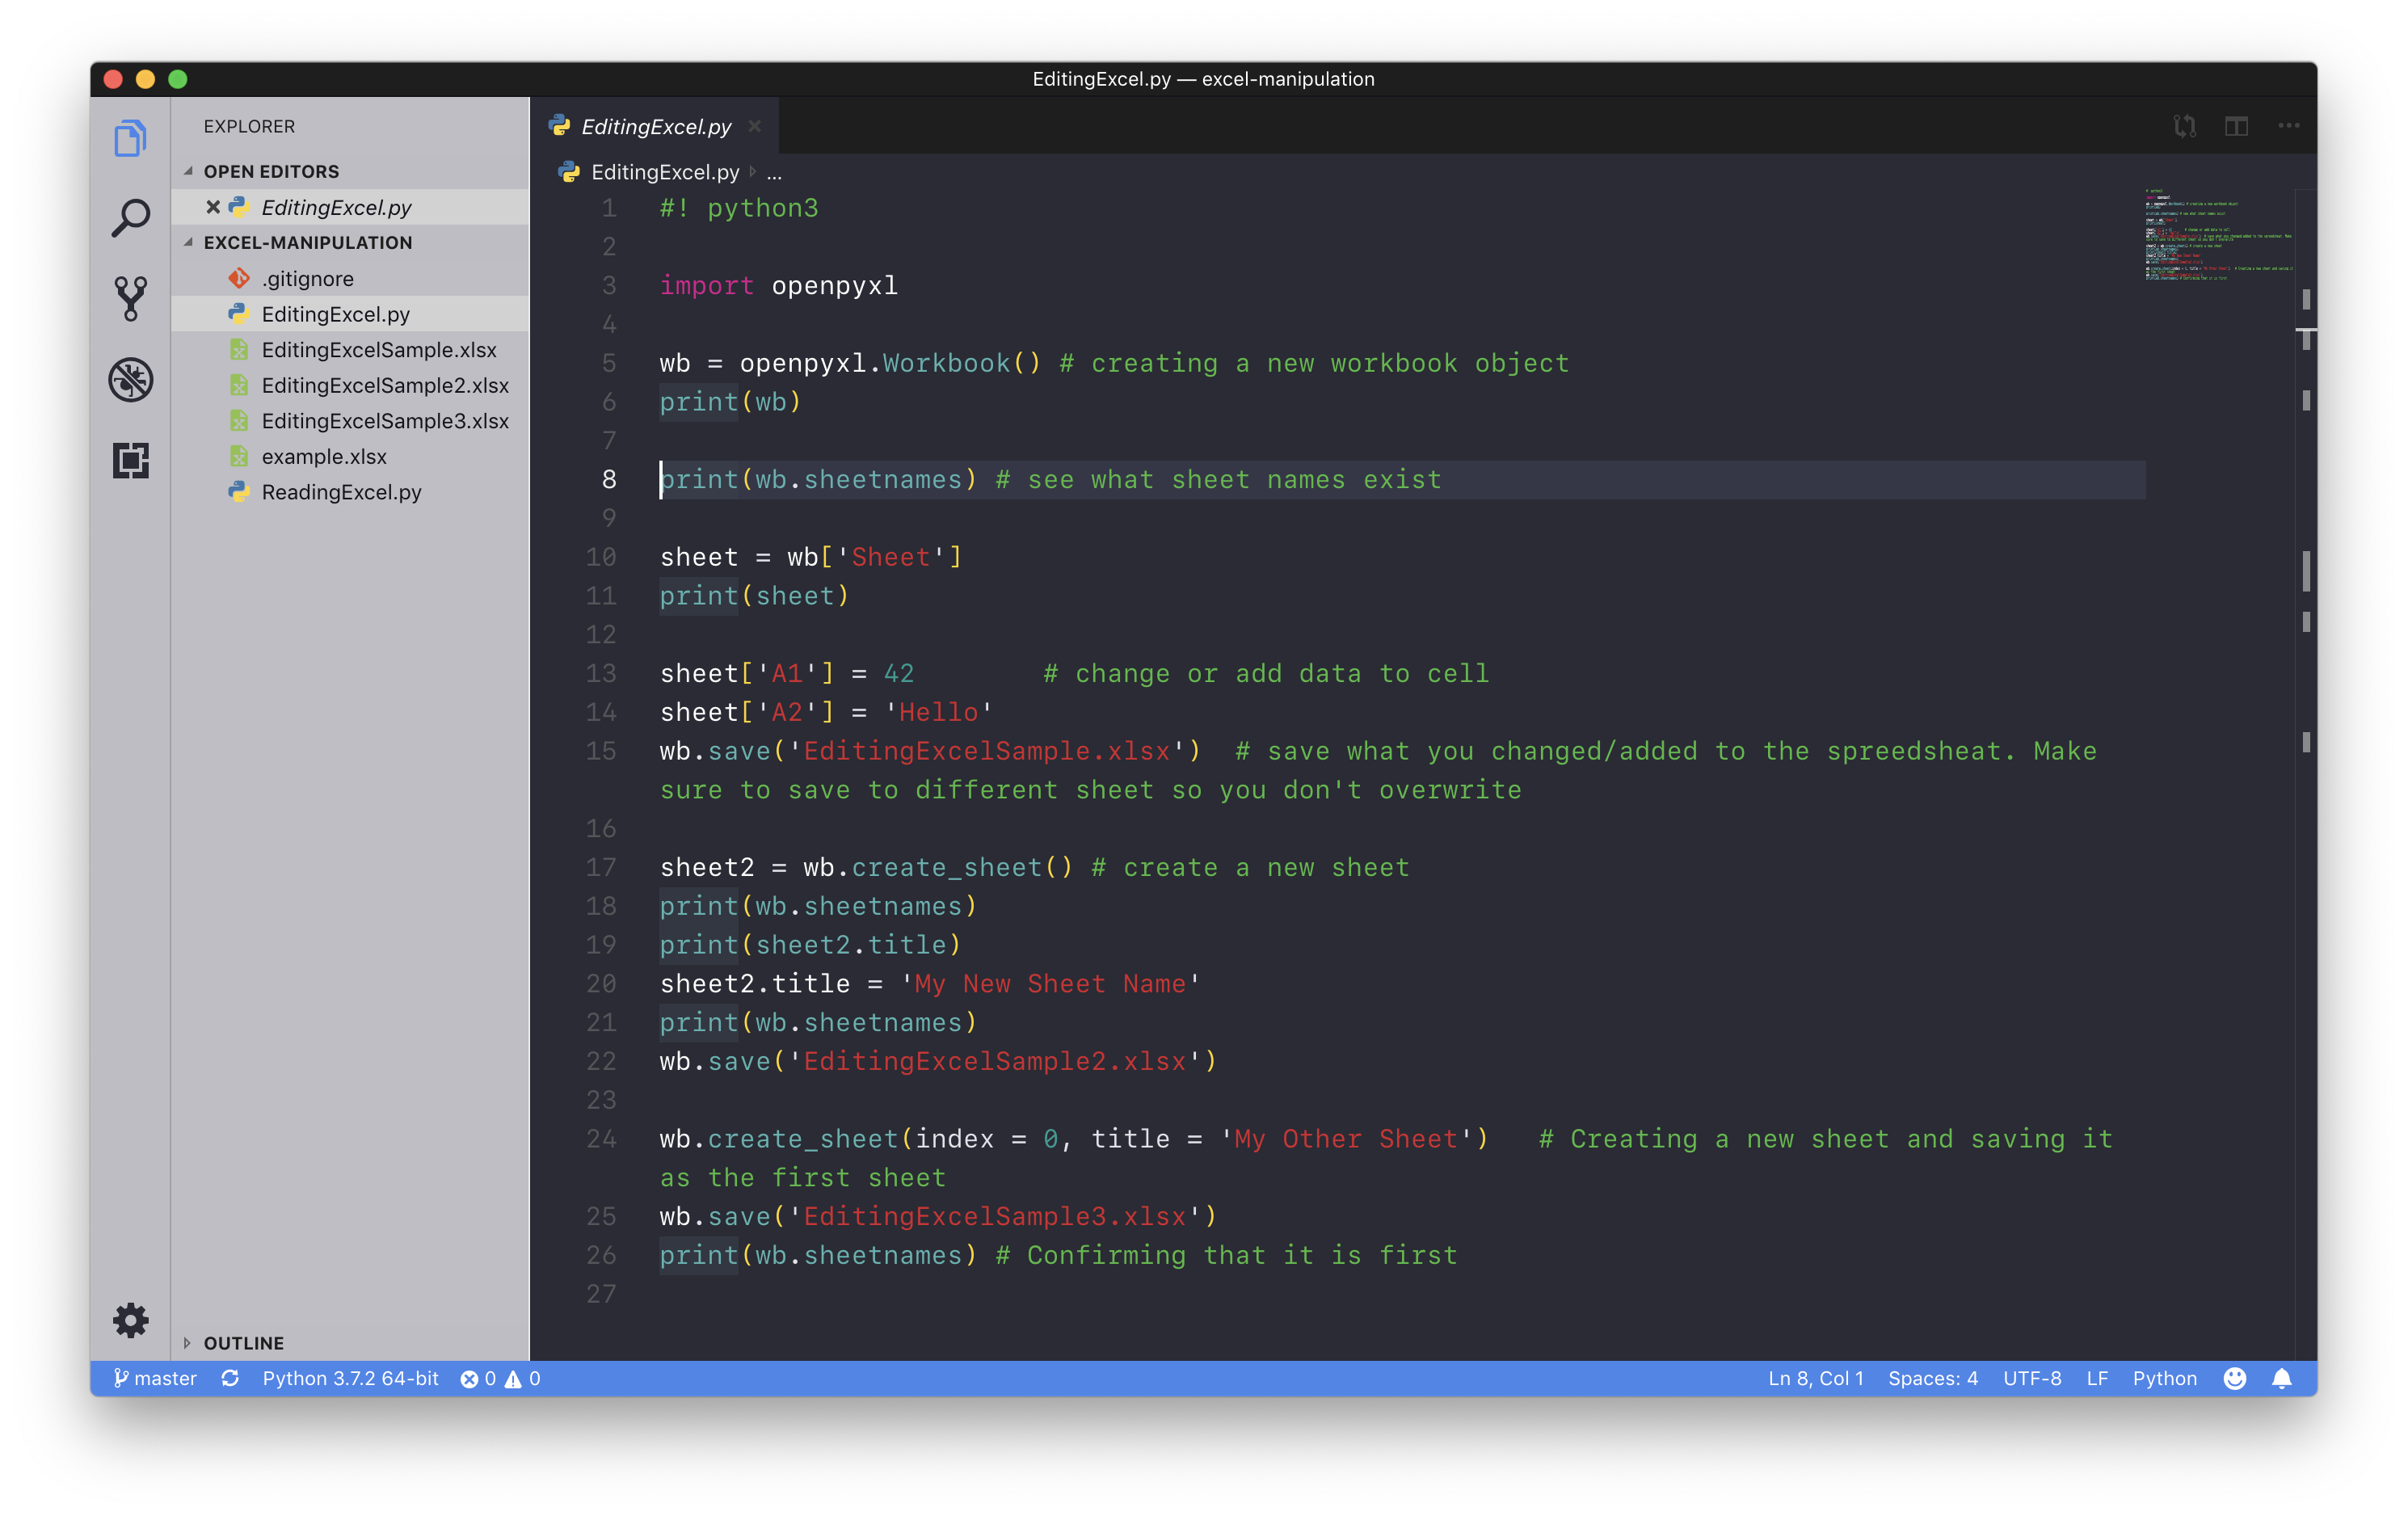 EditingExcel.py — excel-manipulation
EXPLORER
OPEN EDITORS
EditingExcel.py
EXCEL-MANIPULATION
.gitignore
EditingExcel.py
EditingExcelSample.xlsx
EditingExcelSample2.xlsx
EditingExcelSample3.xlsx
example.xlsx
ReadingExcel.py
OUTLINE
EditingExcel.py
EditingExcel.py ...
1 #! python3
2
3 import openpyxl
4
5 wb = openpyxl.Workbook() # creating a new workbook object
6 print(wb)
7
8 print(wb.sheetnames) # see what sheet names exist
9
10 sheet = wb['Sheet']
11 print(sheet)
12
13 sheet['A1'] = 42        # change or add data to cell
14 sheet['A2'] = 'Hello'
15 wb.save('EditingExcelSample.xlsx')  # save what you changed/added to the spreedsheat. Make
sure to save to different sheet so you don't overwrite
16
17 sheet2 = wb.create_sheet() # create a new sheet
18 print(wb.sheetnames)
19 print(sheet2.title)
20 sheet2.title = 'My New Sheet Name'
21 print(wb.sheetnames)
22 wb.save('EditingExcelSample2.xlsx')
23
24 wb.create_sheet(index = 0, title = 'My Other Sheet')   # Creating a new sheet and saving it
as the first sheet
25 wb.save('EditingExcelSample3.xlsx')
26 print(wb.sheetnames) # Confirming that it is first
27
master Python 3.7.2 64-bit 0 0 Ln 8, Col 1 Spaces: 4 UTF-8 LF Python